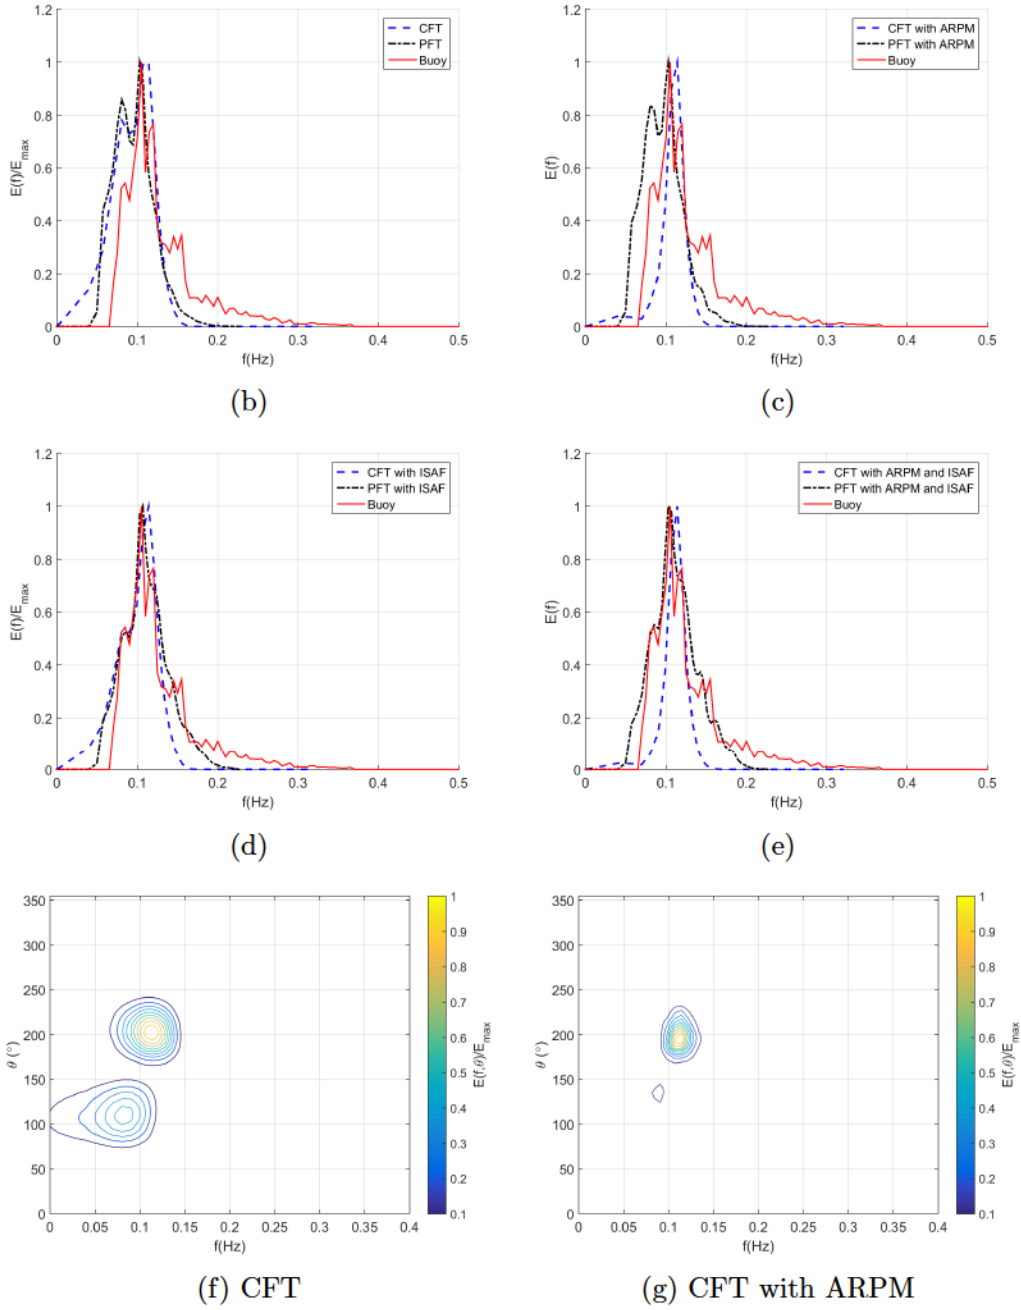 1.2
1
0.8
0.6
0.4
0.2
0
E(f)/E_max
CFT
PFT
Buoy
0 0.1 0.2 0.3 0.4 0.5
f(Hz)
(b)
1.2
1
0.8
0.6
0.4
0.2
0
E(f)
CFT with ARPM
PFT with ARPM
Buoy
0 0.1 0.2 0.3 0.4 0.5
f(Hz)
(c)
1.2
1
0.8
0.6
0.4
0.2
0
E(f)/E_max
CFT with ISAF
PFT with ISAF
Buoy
0 0.1 0.2 0.3 0.4 0.5
f(Hz)
(d)
1.2
1
0.8
0.6
0.4
0.2
0
E(f)
CFT with ARPM and ISAF
PFT with ARPM and ISAF
Buoy
0 0.1 0.2 0.3 0.4 0.5
f(Hz)
(e)
350
300
250
200
150
100
50
0
θ (°)
0 0.05 0.1 0.15 0.2 0.25 0.3 0.35 0.4
f(Hz)
1
0.9
0.8
0.7
0.6
0.5
0.4
0.3
0.2
0.1
E(f,θ)/E_max
(f) CFT
350
300
250
200
150
100
50
0
θ (°)
0 0.05 0.1 0.15 0.2 0.25 0.3 0.35 0.4
f(Hz)
1
0.9
0.8
0.7
0.6
0.5
0.4
0.3
0.2
0.1
E(f,θ)/E_max
(g) CFT with ARPM